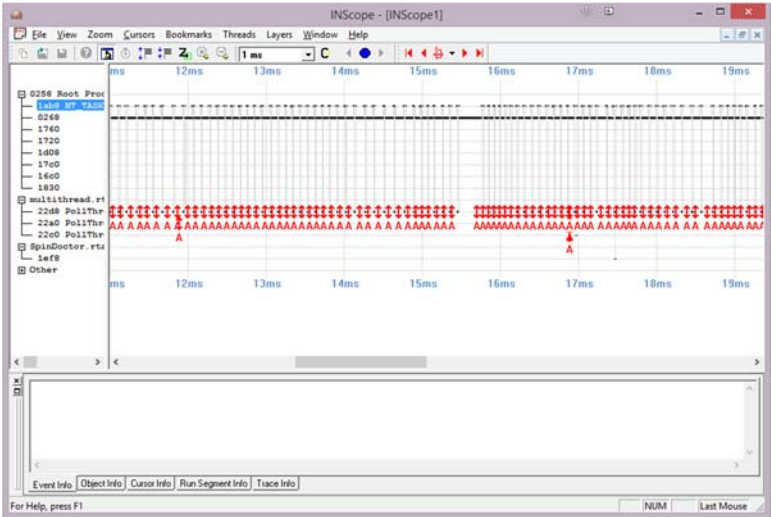 INScope - [INScope1]
File View Zoom Cursors Bookmarks Threads Layers Window Help
1 ms
C
ms 12ms 13ms 14ms 15ms 16ms 17ms 18ms 19ms
0258 Root Proc
1ab8 NT_TASK
0268
1760
1720
1d08
17c0
16c0
1830
multithread.rt
22d8 PollThr
22a0 PollThr
22c0 PollThr
SpinDoctor.rta
1ef8
Other
ms 12ms 13ms 14ms 15ms 16ms 17ms 18ms 19ms
Event Info Object Info Cursor Info Run Segment Info Trace Info
For Help, press F1 NUM Last Mouse